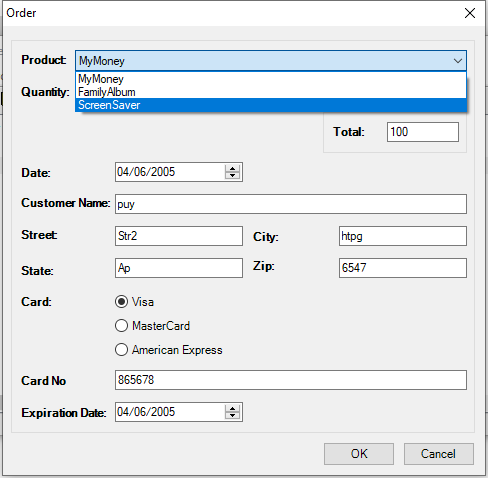 Order
Product: MyMoney
MyMoney
FamilyAlbum
Quantity:
ScreenSaver
Total: 100
Date: 04/06/2005
Customer Name: puy
Street: Str2 City: htpg
State: Ap Zip: 6547
Card: Visa
MasterCard
American Express
Card No 865678
Expiration Date: 04/06/2005
OK Cancel